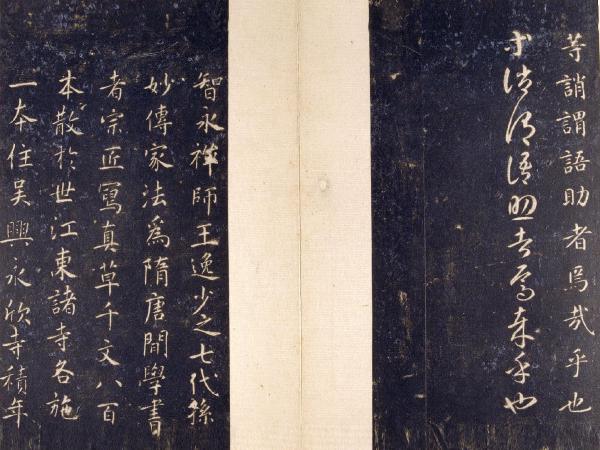 等誚謂語助者焉哉乎也
等誚謂語助者焉哉乎也
智永禪師王逸少之七代孫
妙傳家法為隋唐間學書
者宗匠寫真草千文八百
本散於世江東諸寺各施
一本住吳興永欣寺積年